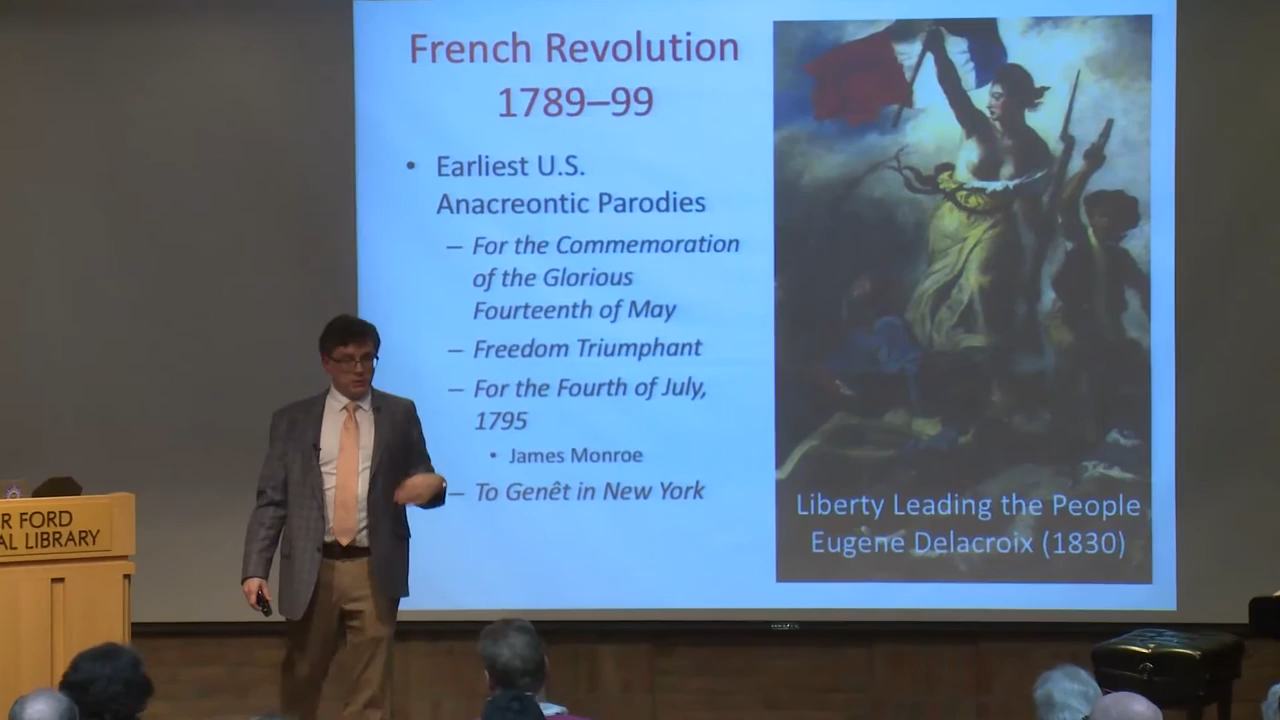 French Revolution
1789–99
• Earliest U.S.
Anacreontic Parodies
– For the Commemoration
of the Glorious
Fourteenth of May
– Freedom Triumphant
– For the Fourth of July,
1795
• James Monroe
– To Genêt in New York
Liberty Leading the People
Eugène Delacroix (1830)
R FORD
AL LIBRARY